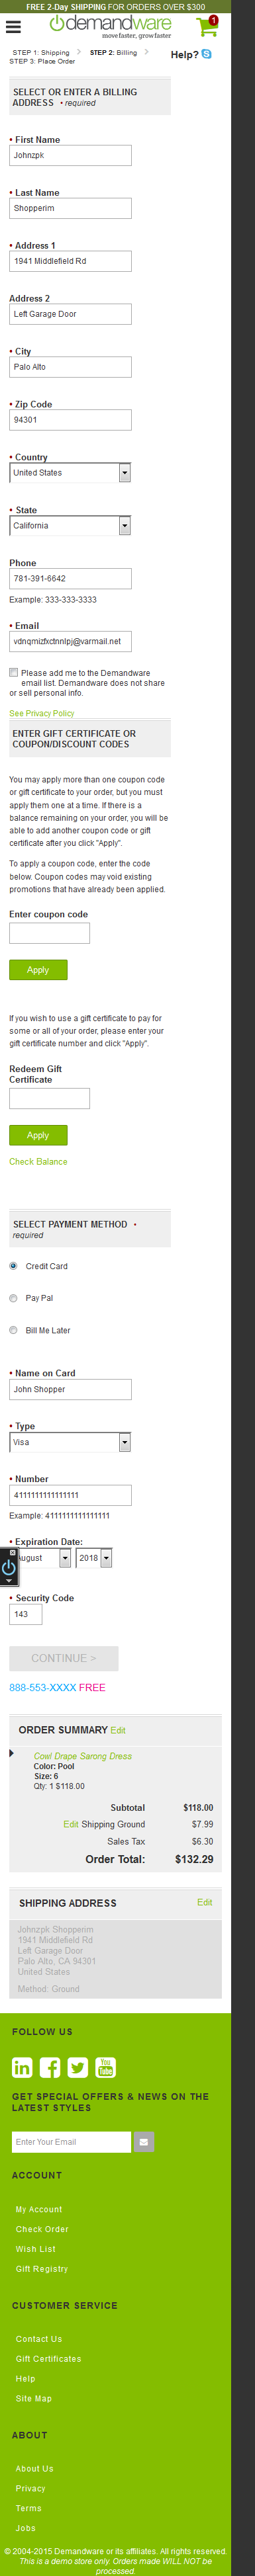 FREE 2-Day SHIPPING FOR ORDERS OVER $300
demandware
move faster, grow faster
1
STEP 1: Shipping STEP 2: Billing
STEP 3: Place Order
Help?
SELECT OR ENTER A BILLING
ADDRESS • required
• First Name
Johnzpk
• Last Name
Shopperim
• Address 1
1941 Middlefield Rd
Address 2
Left Garage Door
• City
Palo Alto
• Zip Code
94301
• Country
United States
• State
California
Phone
781-391-6642
Example: 333-333-3333
• Email
vdnqmizfxctnnlpj@varmail.net
Please add me to the Demandware
email list. Demandware does not share
or sell personal info.
See Privacy Policy
ENTER GIFT CERTIFICATE OR
COUPON/DISCOUNT CODES
You may apply more than one coupon code
or gift certificate to your order, but you must
apply them one at a time. If there is a
balance remaining on your order, you will be
able to add another coupon code or gift
certificate after you click "Apply".
To apply a coupon code, enter the code
below. Coupon codes may void existing
promotions that have already been applied.
Enter coupon code
Apply
If you wish to use a gift certificate to pay for
some or all of your order, please enter your
gift certificate number and click "Apply".
Redeem Gift
Certificate
Apply
Check Balance
SELECT PAYMENT METHOD •
required
Credit Card
Pay Pal
Bill Me Later
• Name on Card
John Shopper
• Type
Visa
• Number
4111111111111111
Example: 4111111111111111
• Expiration Date:
August 2018
• Security Code
143
CONTINUE >
888-553-XXXX FREE
ORDER SUMMARY Edit
Cowl Drape Sarong Dress
Color: Pool
Size: 6
Qty: 1 $118.00
Subtotal $118.00
Edit Shipping Ground $7.99
Sales Tax $6.30
Order Total: $132.29
SHIPPING ADDRESS Edit
Johnzpk Shopperim
1941 Middlefield Rd
Left Garage Door
Palo Alto, CA 94301
United States
Method: Ground
FOLLOW US
in f You Tube
GET SPECIAL OFFERS & NEWS ON THE
LATEST STYLES
Enter Your Email
ACCOUNT
My Account
Check Order
Wish List
Gift Registry
CUSTOMER SERVICE
Contact Us
Gift Certificates
Help
Site Map
ABOUT
About Us
Privacy
Terms
Jobs
© 2004-2015 Demandware or its affiliates. All rights reserved.
This is a demo store only. Orders made WILL NOT be
processed.